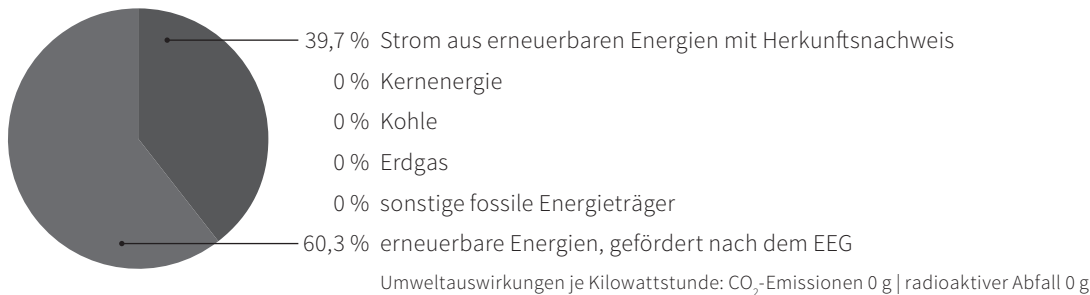 39,7 % Strom aus erneuerbaren Energien mit Herkunftsnachweis
0 % Kernenergie
0 % Kohle
0 % Erdgas
0 % sonstige fossile Energieträger
60,3 % erneuerbare Energien, gefördert nach dem EEG
Umweltauswirkungen je Kilowattstunde: CO₂-Emissionen 0 g | radioaktiver Abfall 0 g